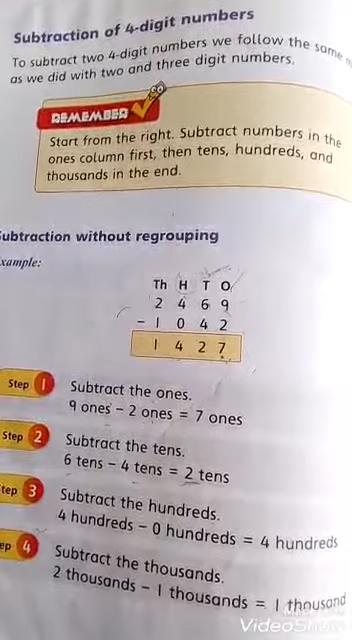 Subtraction of 4-digit numbers
To subtract two 4-digit numbers we follow the same
as we did with two and three digit numbers.
REMEMBER
Start from the right. Subtract numbers in the
ones column first, then tens, hundreds, and
thousands in the end.
Subtraction without regrouping
xample:
Th H T O
2 4 6 9
- 1 0 4 2
1 4 2 7
Step 1 Subtract the ones.
9 ones - 2 ones = 7 ones
Step 2 Subtract the tens.
6 tens - 4 tens = 2 tens
tep 3 Subtract the hundreds.
4 hundreds - 0 hundreds = 4 hundreds
ep 4 Subtract the thousands.
2 thousands - 1 thousands = 1 thousand